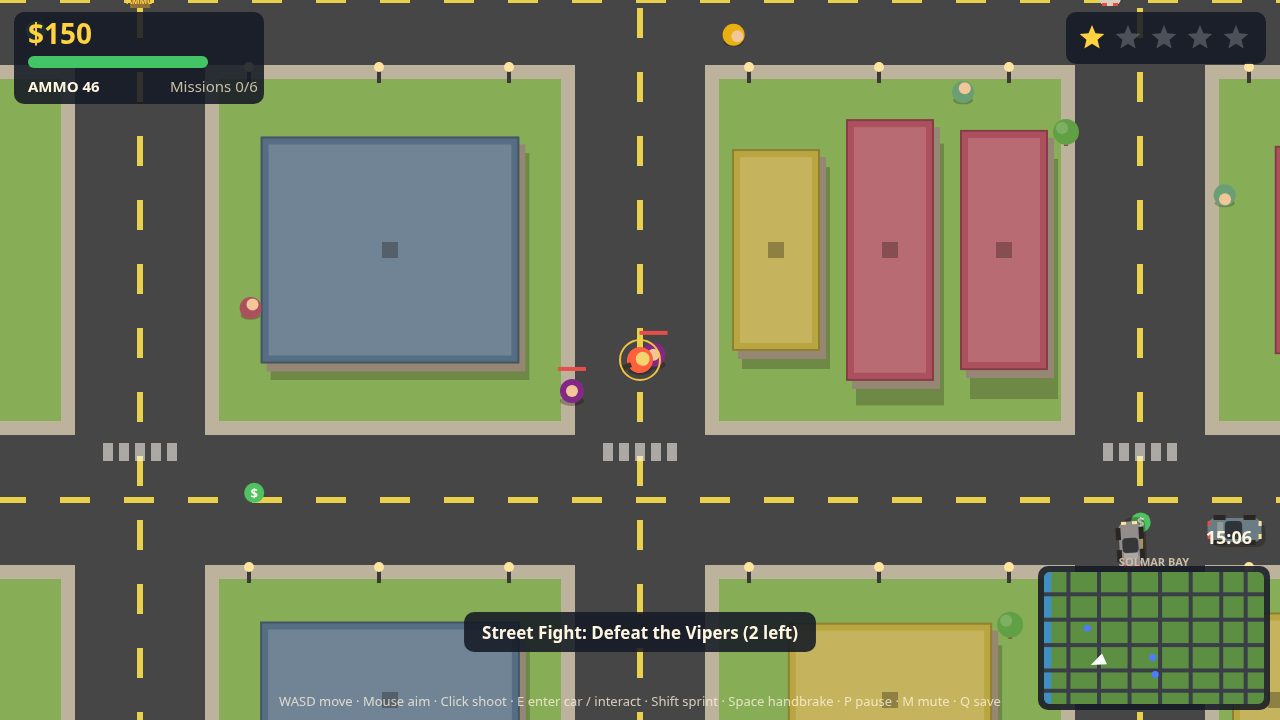 AMMO
$150
AMMO 46
Missions 0/6
$
$
15:06
SOLMAR BAY
Street Fight: Defeat the Vipers (2 left)
WASD move · Mouse aim · Click shoot · E enter car / interact · Shift sprint · Space handbrake · P pause · M mute · Q save